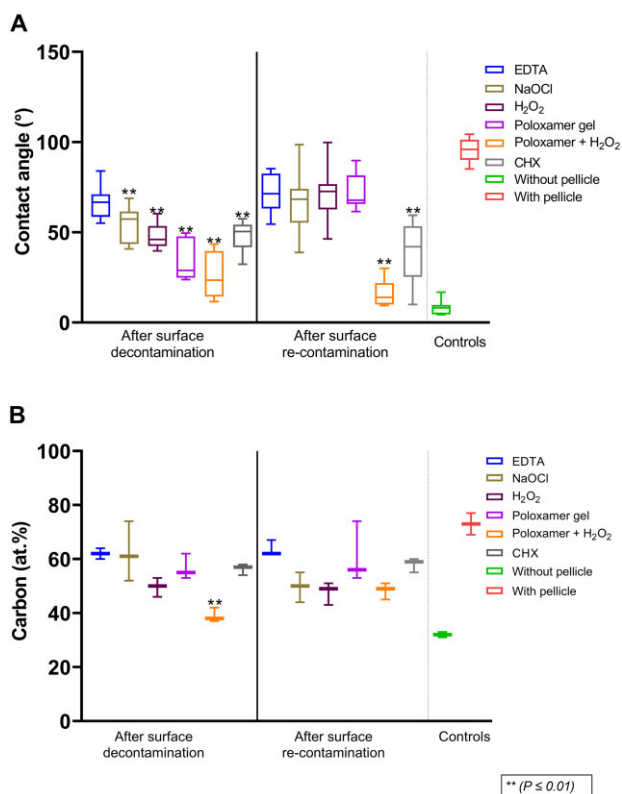 A
150
100
50
0
Contact angle (°)
**
**
**
**
**
**
**
After surface
decontamination
After surface
re-contamination
Controls
EDTA
NaOCl
H₂O₂
Poloxamer gel
Poloxamer + H₂O₂
CHX
Without pellicle
With pellicle
B
100
80
60
40
20
0
Carbon (at.%)
**
After surface
decontamination
After surface
re-contamination
Controls
EDTA
NaOCl
H₂O₂
Poloxamer gel
Poloxamer + H₂O₂
CHX
Without pellicle
With pellicle
** (P ≤ 0.01)